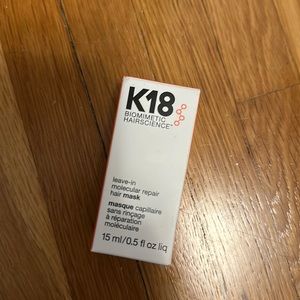 K18
BIOMIMETIC
HAIRSCIENCE™
leave-in
molecular repair
hair mask
masque capillaire
sans rinçage
à réparation
moléculaire
15 ml/0.5 fl oz liq